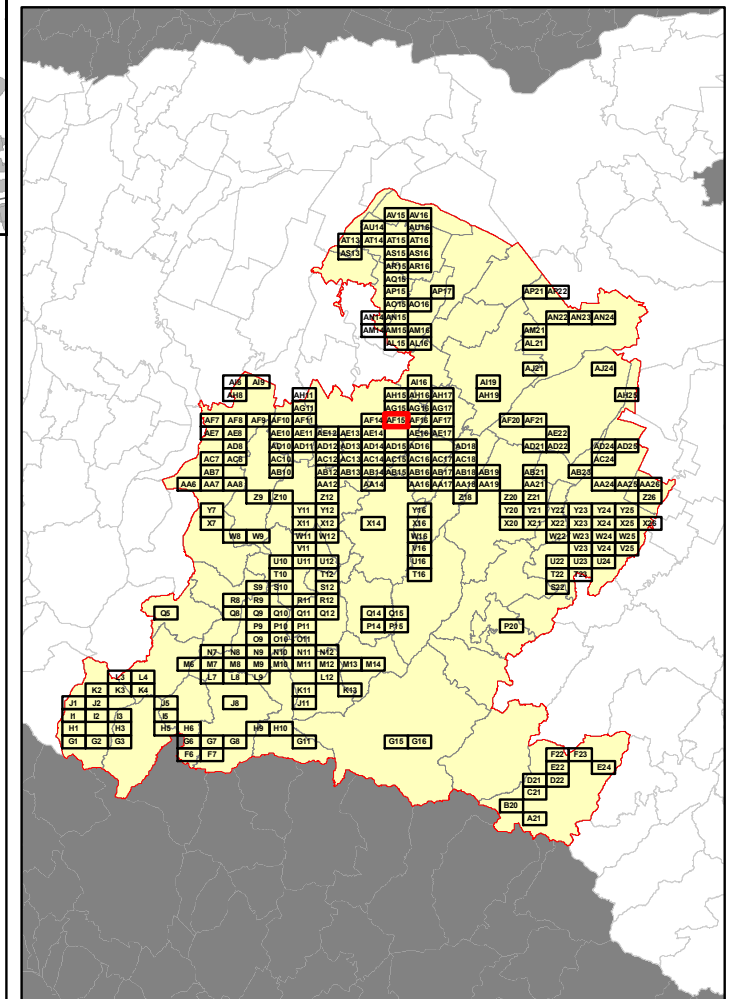 AV15 AV16
AU14 AU16
AT13 AT14 AT15 AT16
AS13 AS15 AS16
AR15 AR16
AQ15
AP15 AP17 AP21 AP22
AO15 AO16
AN14 AN15 AN22 AN23 AN24
AM14 AM15 AM16 AM21
AL15 AL16 AL21
AJ21 AJ24
AI8 AI9 AI16 AI19
AH8 AH11 AH15 AH16 AH17 AH19 AH25
AG11 AG15 AG16 AG17
AF7 AF8 AF9 AF10 AF11 AF14 AF15 AF16 AF17 AF20 AF21
AE7 AE8 AE10 AE11 AE12 AE13 AE14 AE16 AE17 AE22
AD8 AD10 AD11 AD12 AD13 AD14 AD15 AD16 AD18 AD21 AD22 AD24 AD25
AC7 AC8 AC10 AC12 AC13 AC14 AC15 AC16 AC17 AC18 AC24
AB7 AB10 AB12 AB13 AB14 AB15 AB16 AB17 AB18 AB19 AB21 AB23
AA6 AA7 AA8 AA12 AA14 AA16 AA17 AA18 AA19 AA21 AA24 AA25 AA26
Z9 Z10 Z12 Z18 Z20 Z21 Z26
Y7 Y11 Y12 Y16 Y20 Y21 Y22 Y23 Y24 Y25
X7 X11 X12 X14 X16 X20 X21 X22 X23 X24 X25 X26
W8 W9 W11 W12 W16 W22 W23 W24 W25
V11 V16 V23 V24 V25
U10 U11 U12 U16 U22 U23 U24
T10 T12 T16 T22 T23
S9 S10 S12 S22
R8 R9 R11 R12
Q5 Q8 Q9 Q10 Q11 Q12 Q14 Q15
P9 P10 P11 P14 P15 P20
O9 O10 O11
N7 N8 N9 N10 N11 N12
M6 M7 M8 M9 M10 M11 M12 M13 M14
L3 L4 L7 L8 L9 L12
K2 K3 K4 K11 K13
J1 J2 J5 J8 J11
I1 I2 I3 I5
H1 H3 H5 H6 H9 H10
G1 G2 G3 G6 G7 G8 G11 G15 G16
F6 F7 F22 F23
E22 E24
D21 D22
C21
B20
A21